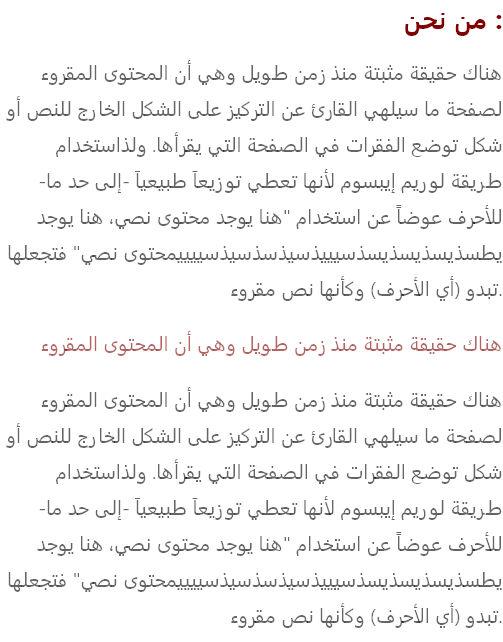 : من نحن
هناك حقيقة مثبتة منذ زمن طويل وهي أن المحتوى المقروء
لصفحة ما سيلهي القارئ عن التركيز على الشكل الخارج للنص أو
شكل توضع الفقرات في الصفحة التي يقرأها. ولذاستخدام
طريقة لوريم إيبسوم لأنها تعطي توزيعاَ طبيعياَ -إلى حد ما-
للأحرف عوضاً عن استخدام "هنا يوجد محتوى نصي، هنا يوجد
يطسذيسذيسذيسذسيييذسيذسذسيذسيييييمحتوى نصي" فتجعلها
.تبدو (أي الأحرف) وكأنها نص مقروء
هناك حقيقة مثبتة منذ زمن طويل وهي أن المحتوى المقروء
هناك حقيقة مثبتة منذ زمن طويل وهي أن المحتوى المقروء
لصفحة ما سيلهي القارئ عن التركيز على الشكل الخارج للنص أو
شكل توضع الفقرات في الصفحة التي يقرأها. ولذاستخدام
طريقة لوريم إيبسوم لأنها تعطي توزيعاَ طبيعياَ -إلى حد ما-
للأحرف عوضاً عن استخدام "هنا يوجد محتوى نصي، هنا يوجد
يطسذيسذيسذيسذسيييذسيذسذسيذسيييييمحتوى نصي" فتجعلها
.تبدو (أي الأحرف) وكأنها نص مقروء